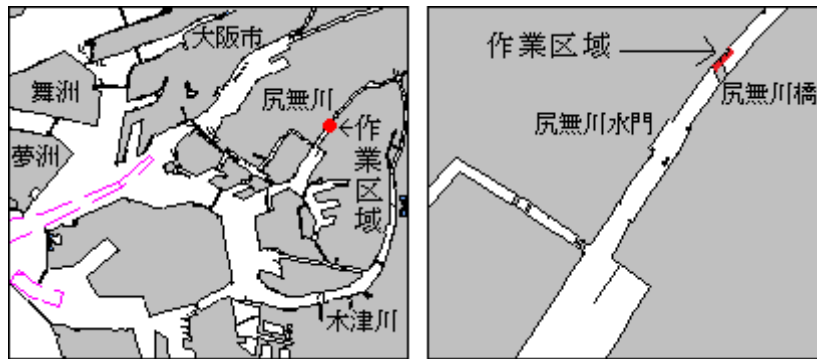 大阪市
舞洲
尻無川
夢洲
作業区域
木津川
作業区域
尻無川橋
尻無川水門